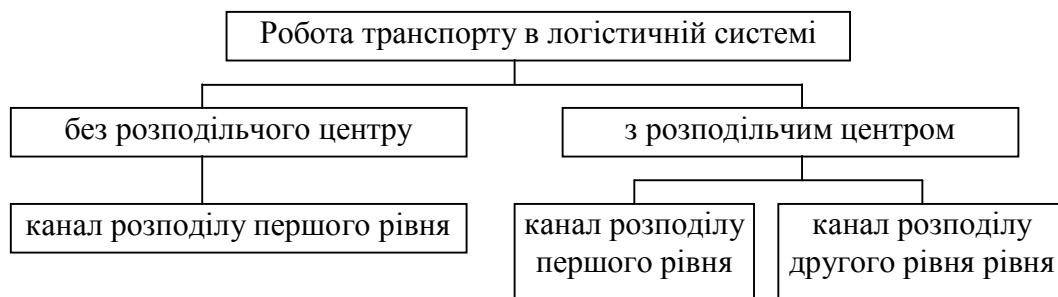 Робота транспорту в логістичній системі
без розподільчого центру
з розподільчим центром
канал розподілу першого рівня
канал розподілу
першого рівня
канал розподілу
другого рівня рівня